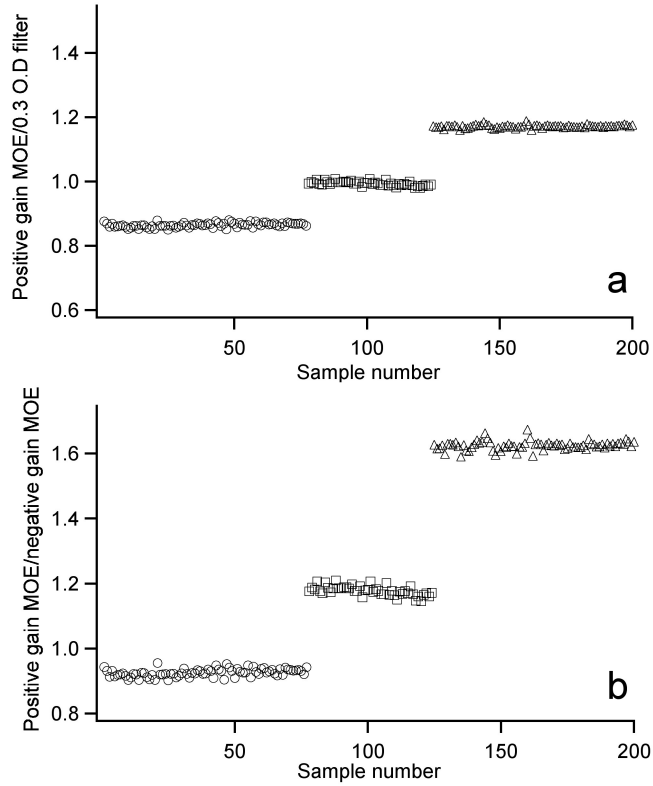 Positive gain MOE/0.3 O.D filter
1.4
1.2
1.0
0.8
0.6
a
50 100 150 200
Sample number
Positive gain MOE/negative gain MOE
1.6
1.4
1.2
1.0
0.8
b
50 100 150 200
Sample number